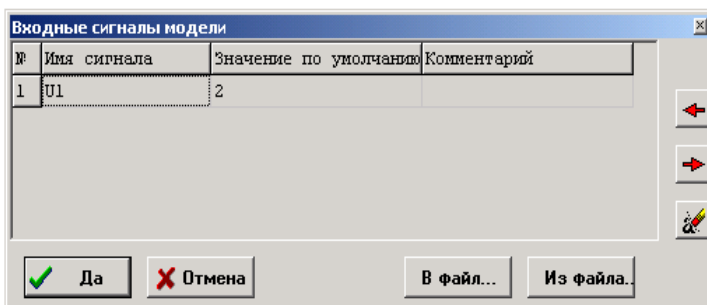 Входные сигналы модели
№ Имя сигнала Значение по умолчанию Комментарий
1 U1 2
Да Отмена В файл... Из файла..